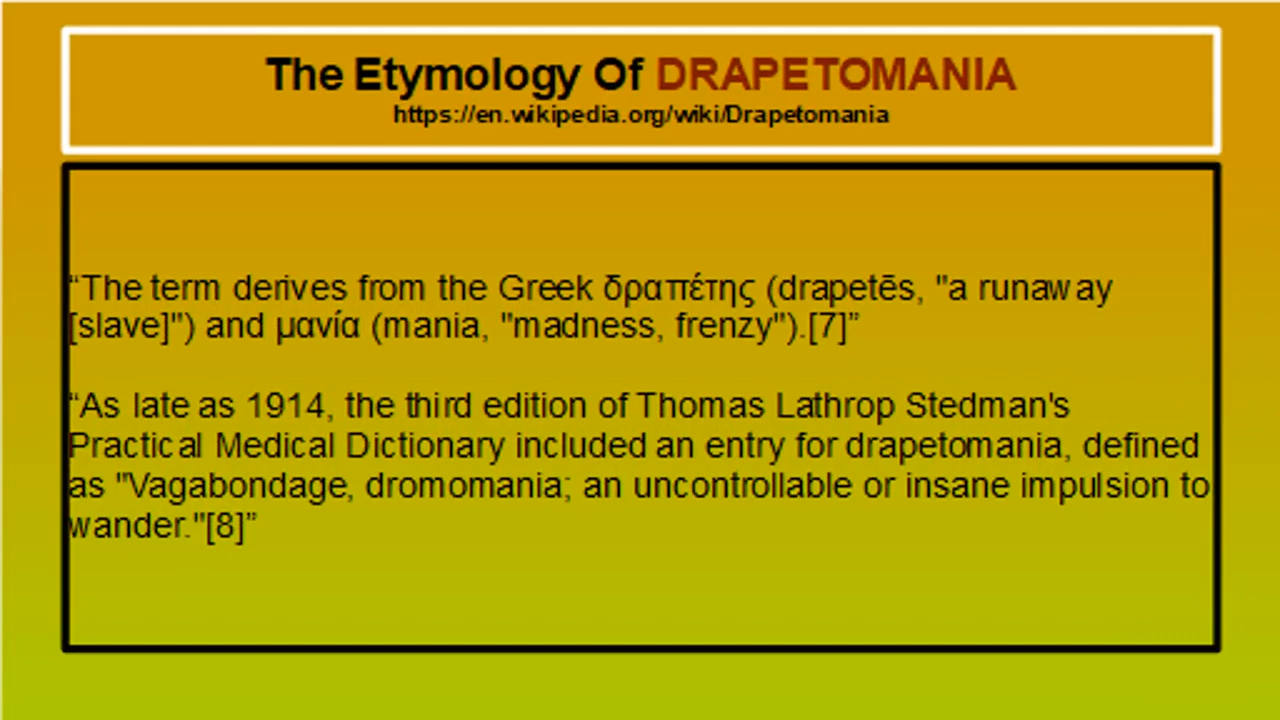 The Etymology Of DRAPETOMANIA
https://en.wikipedia.org/wiki/Drapetomania
“The term derives from the Greek δραπέτης (drapetēs, "a runaway
[slave]") and μανία (mania, "madness, frenzy").[7]”
“As late as 1914, the third edition of Thomas Lathrop Stedman's
Practical Medical Dictionary included an entry for drapetomania, defined
as "Vagabondage, dromomania; an uncontrollable or insane impulsion to
wander."[8]”